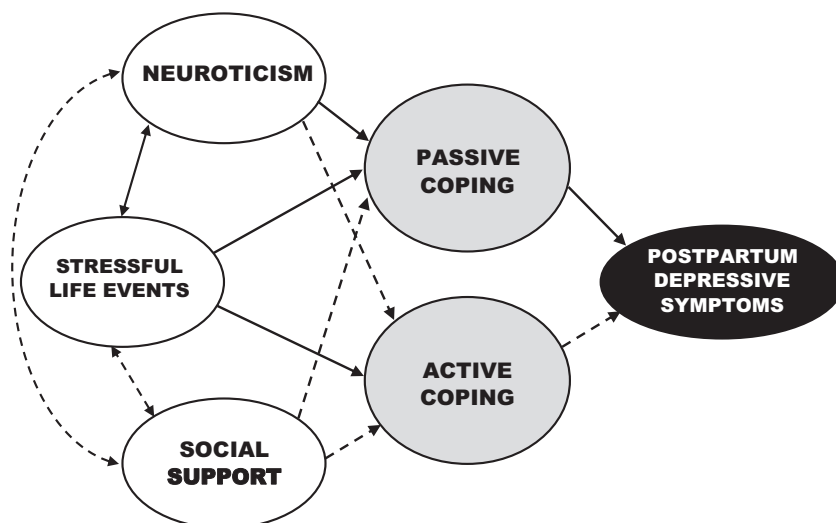 NEUROTICISM
PASSIVE
COPING
STRESSFUL
LIFE EVENTS
POSTPARTUM
DEPRESSIVE
SYMPTOMS
ACTIVE
COPING
SOCIAL
SUPPORT